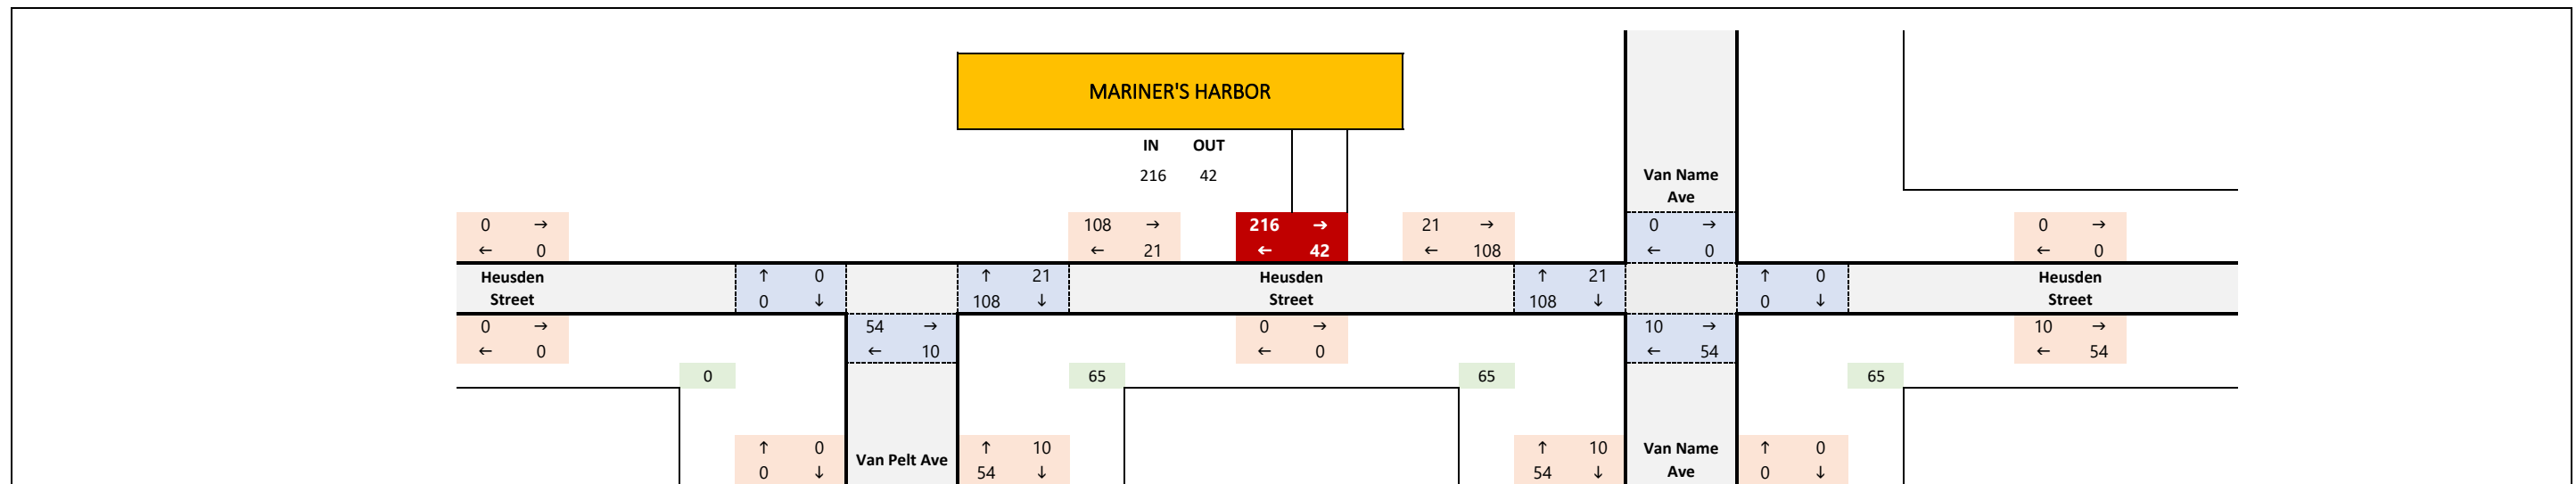 MARINER'S HARBOR
IN OUT
216 42
Van Name
Ave
0 → 108 → 216 → 21 → 0 → 0 →
← 0 ← 21 ← 42 ← 108 ← 0 ← 0
Heusden ↑ 0 ↑ 21 Heusden ↑ 21 ↑ 0 Heusden
Street 0 ↓ 108 ↓ Street 108 ↓ 0 ↓ Street
0 → 54 → 0 → 10 → 10 →
← 0 ← 10 ← 0 ← 54 ← 54
0 65 65 65
↑ 0 Van Pelt Ave ↑ 10 ↑ 10 Van Name ↑ 0
0 ↓ 54 ↓ 54 ↓ Ave 0 ↓